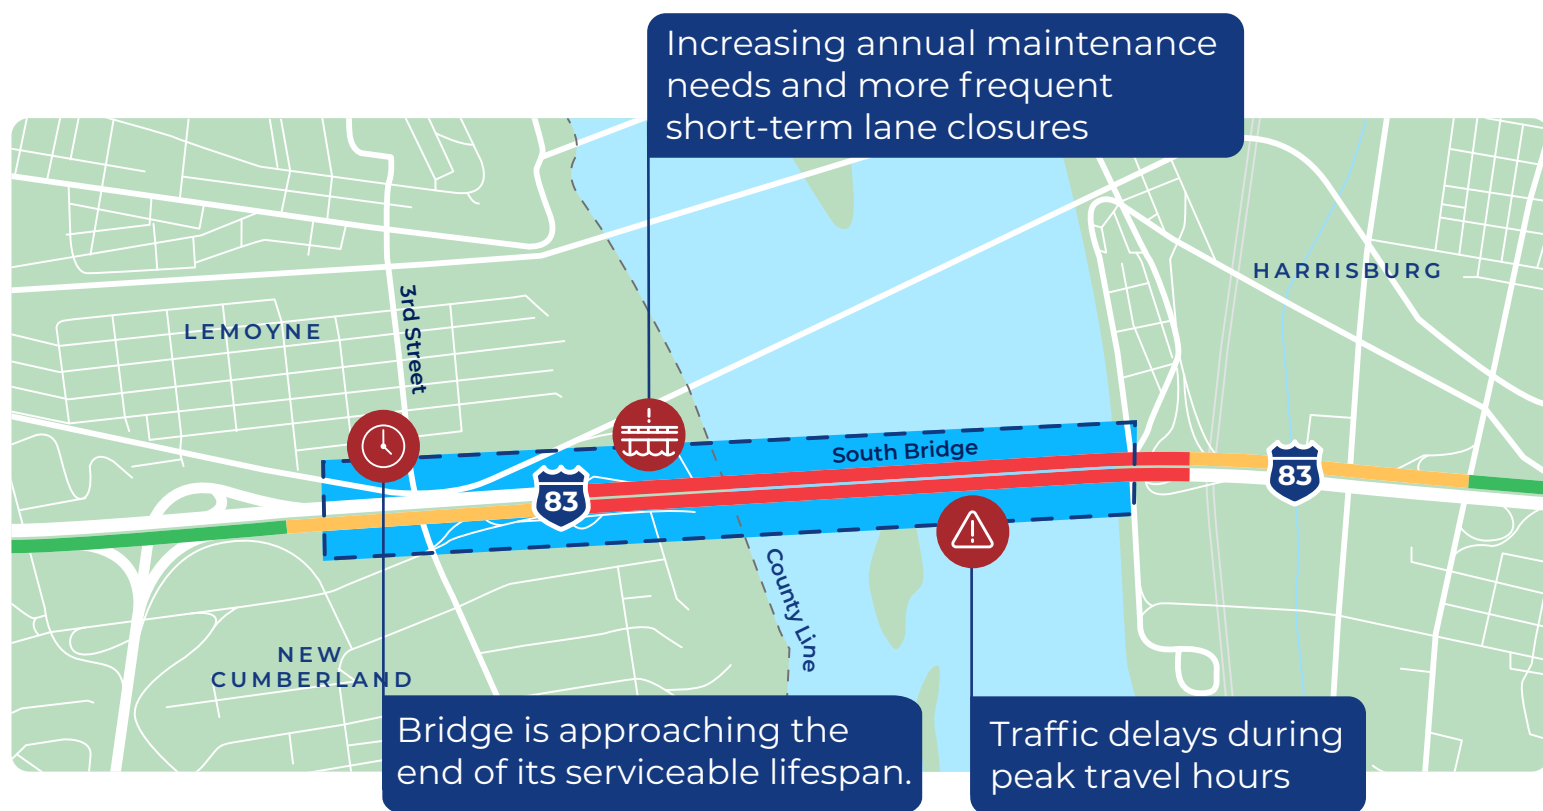 Increasing annual maintenance
needs and more frequent
short-term lane closures
HARRISBURG
LEMOYNE
3rd Street
South Bridge
83
83
County Line
NEW
CUMBERLAND
Bridge is approaching the
end of its serviceable lifespan.
Traffic delays during
peak travel hours